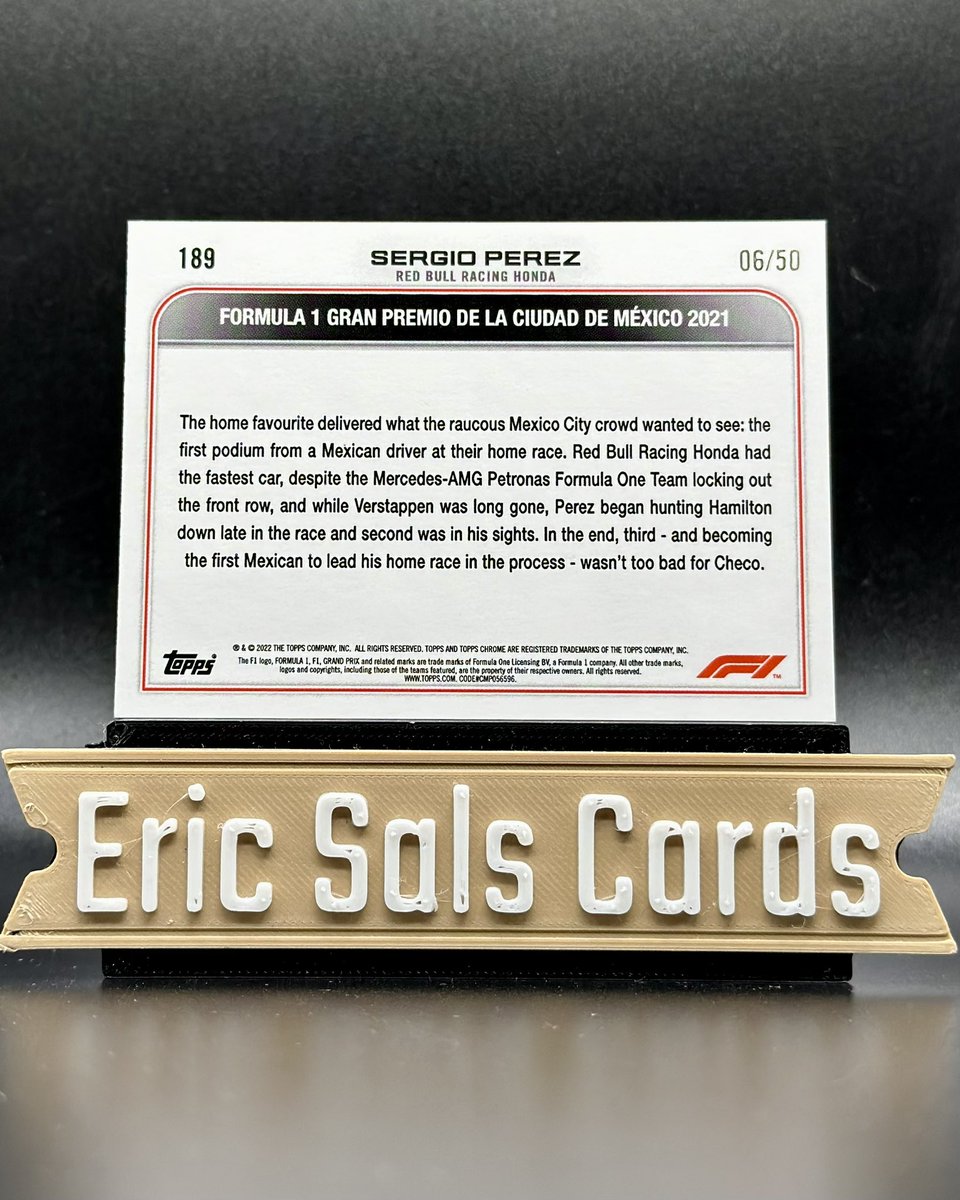 189
SERGIO PEREZ
06/50
RED BULL RACING HONDA
FORMULA 1 GRAN PREMIO DE LA CIUDAD DE MÉXICO 2021
The home favourite delivered what the raucous Mexico City crowd wanted to see: the
first podium from a Mexican driver at their home race. Red Bull Racing Honda had
the fastest car, despite the Mercedes-AMG Petronas Formula One Team locking out
the front row, and while Verstappen was long gone, Perez began hunting Hamilton
down late in the race and second was in his sights. In the end, third - and becoming
the first Mexican to lead his home race in the process - wasn't too bad for Checo.
Topps®
® & © 2022 THE TOPPS COMPANY, INC. ALL RIGHTS RESERVED. TOPPS AND TOPPS CHROME ARE REGISTERED TRADEMARKS OF THE TOPPS COMPANY, INC.
The F1 logo, FORMULA 1, F1, GRAND PRIX and related marks are trade marks of Formula One Licensing BV, a Formula 1 company. All other trade marks,
logos and copyrights, including those of the teams featured, are the property of their respective owners. All rights reserved.
WWW.TOPPS.COM. CODE#CMP056596.
F1™
Eric Sals Cards